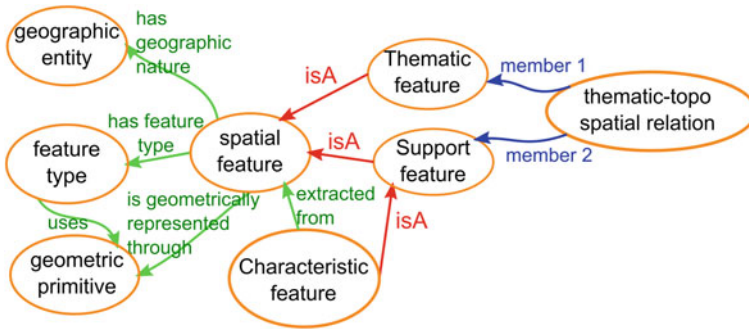 has
geographic
nature
geographic
entity
Thematic
feature
isA
member 1
thematic-topo
spatial relation
has feature
type
feature
type
spatial
feature
isA
Support
feature
member 2
is geometrically
represented
through
uses
extracted
from
isA
geometric
primitive
Characteristic
feature